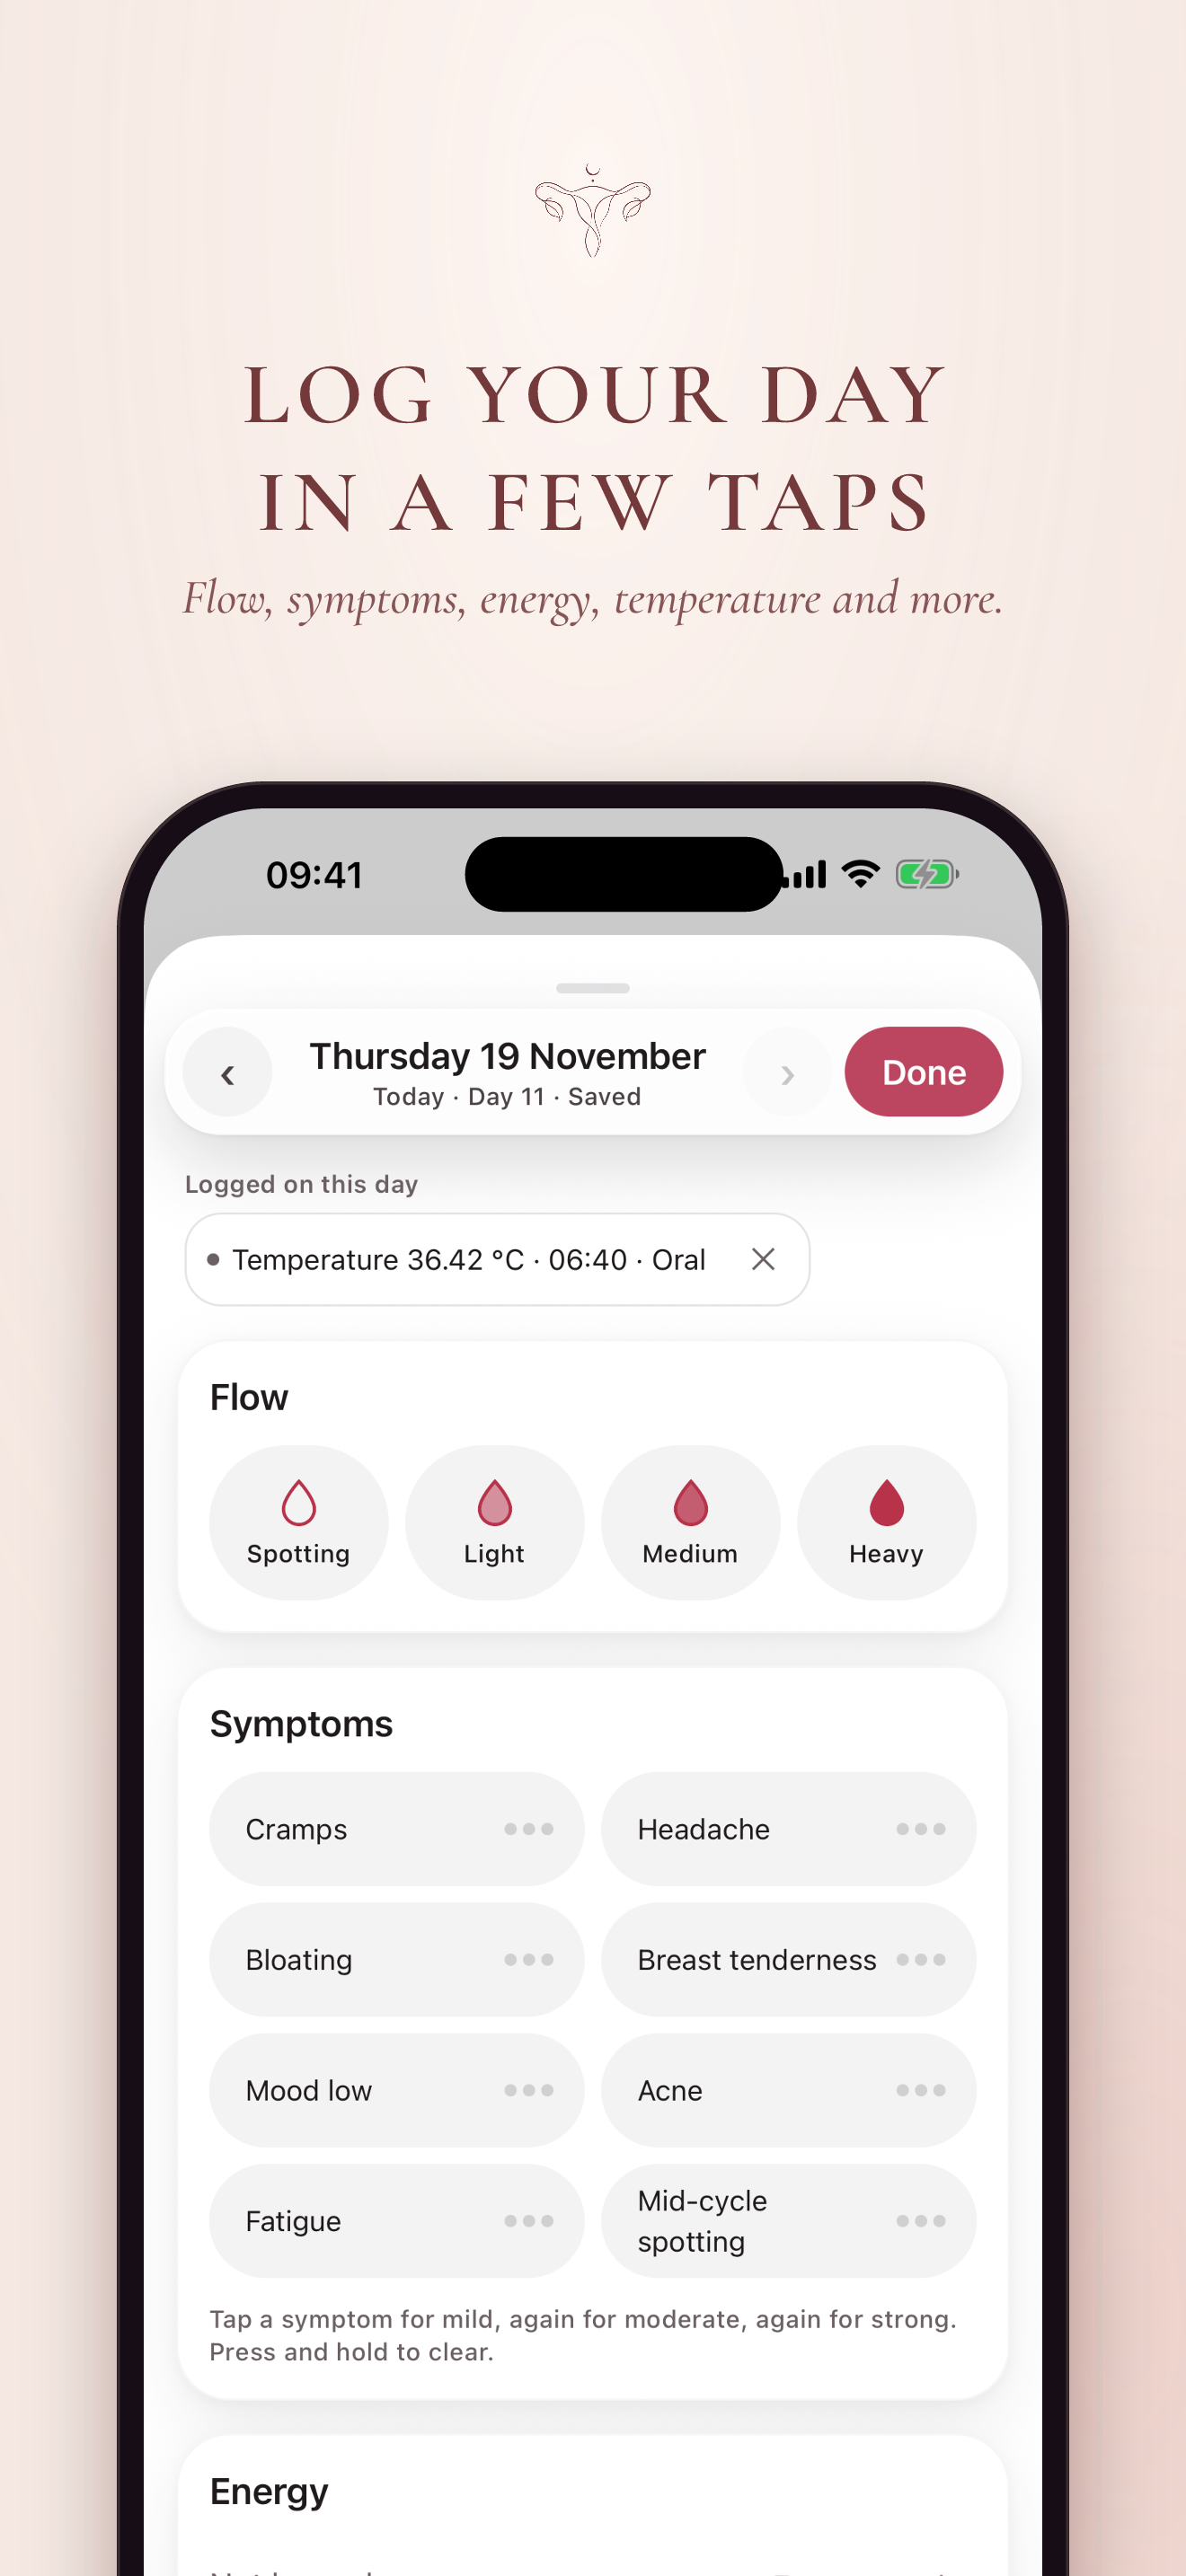 LOG YOUR DAY
IN A FEW TAPS
Flow, symptoms, energy, temperature and more.
09:41
Thursday 19 November
Today · Day 11 · Saved
Done
Logged on this day
Temperature 36.42 °C · 06:40 · Oral
Flow
Spotting
Light
Medium
Heavy
Symptoms
Cramps
Headache
Bloating
Breast tenderness
Mood low
Acne
Fatigue
Mid-cycle
spotting
Tap a symptom for mild, again for moderate, again for strong.
Press and hold to clear.
Energy